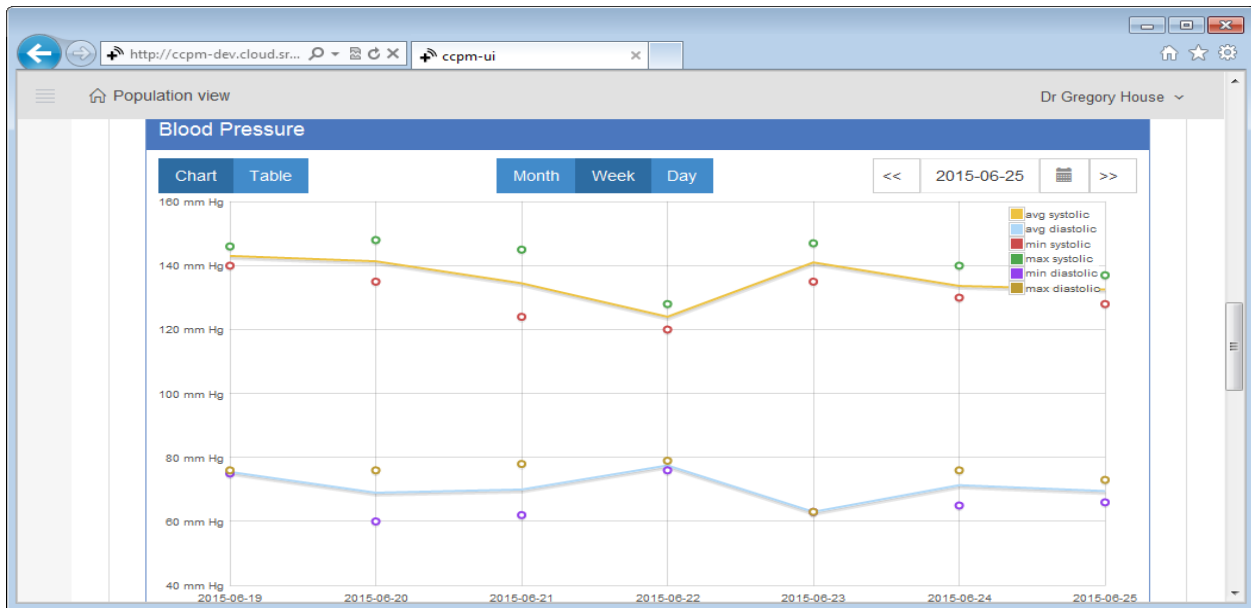 http://ccpm-dev.cloud.sr...
ccpm-ui
Population view
Dr Gregory House
Blood Pressure
Chart Table Month Week Day << 2015-06-25 >>
160 mm Hg
avg systolic
avg diastolic
min systolic
max systolic
min diastolic
max diastolic
140 mm Hg
120 mm Hg
100 mm Hg
80 mm Hg
60 mm Hg
40 mm Hg
2015-06-19 2015-06-20 2015-06-21 2015-06-22 2015-06-23 2015-06-24 2015-06-25